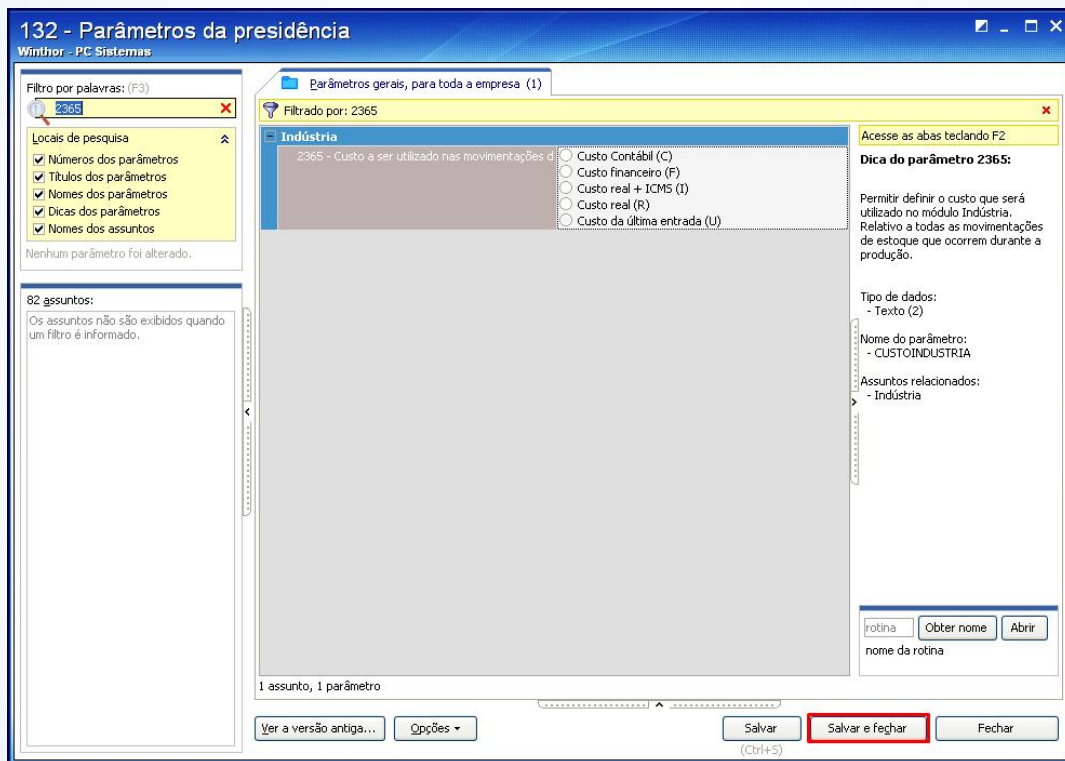 132 - Parâmetros da presidência
Winthor - PC Sistemas
Filtro por palavras: (F3)
2365
Locais de pesquisa
Números dos parâmetros
Títulos dos parâmetros
Nomes dos parâmetros
Dicas dos parâmetros
Nomes dos assuntos
Nenhum parâmetro foi alterado.
82 assuntos:
Os assuntos não são exibidos quando
um filtro é informado.
Parâmetros gerais, para toda a empresa (1)
Filtrado por: 2365
Indústria
2365 - Custo a ser utilizado nas movimentações d
Custo Contábil (C)
Custo financeiro (F)
Custo real + ICMS (I)
Custo real (R)
Custo da última entrada (U)
Acesse as abas teclando F2
Dica do parâmetro 2365:
Permitir definir o custo que será
utilizado no módulo Indústria.
Relativo a todas as movimentações
de estoque que ocorrem durante a
produção.
Tipo de dados:
- Texto (2)
Nome do parâmetro:
- CUSTOINDUSTRIA
Assuntos relacionados:
- Indústria
rotina Obter nome Abrir
nome da rotina
1 assunto, 1 parâmetro
Ver a versão antiga... Opções Salvar Salvar e fechar Fechar
(Ctrl+S)